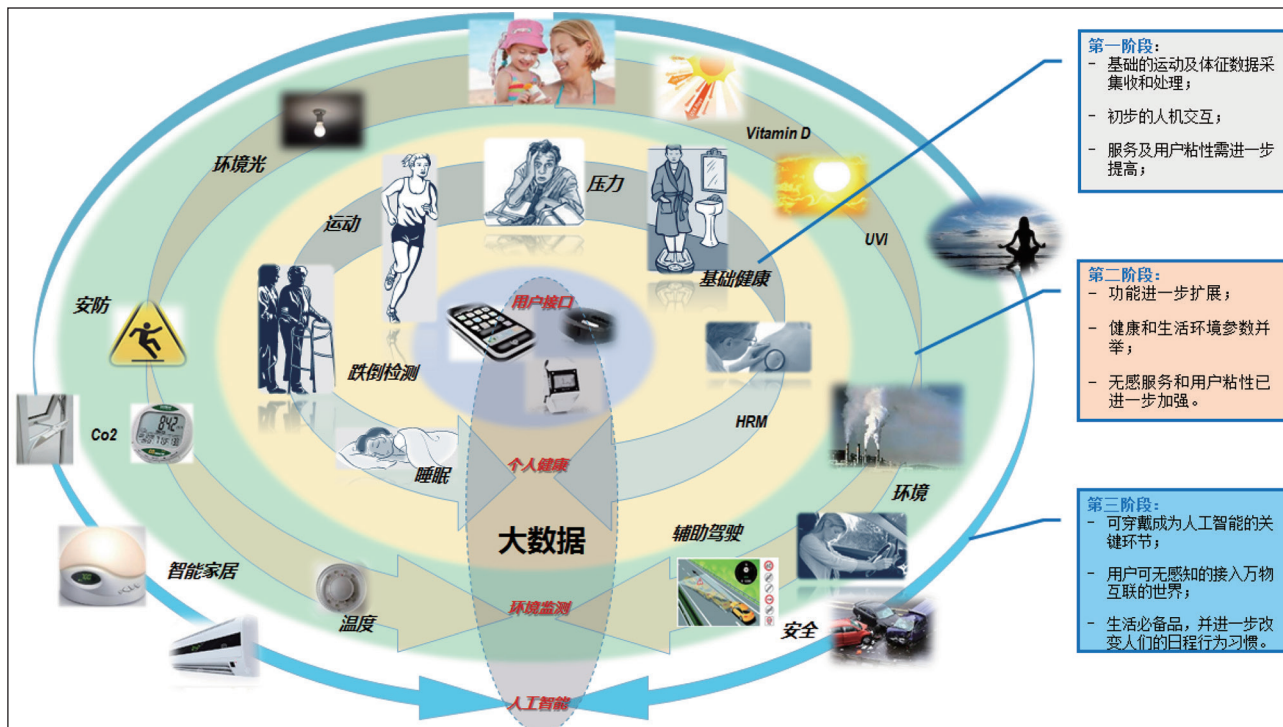 第一阶段：
- 基础的运动及体征数据采
集收和处理；
- 初步的人机交互；
- 服务及用户粘性需进一步
提高；
Vitamin D
环境光
压力
运动
UVI
基础健康
第二阶段：
- 功能进一步扩展；
- 健康和生活环境参数并
举；
- 无感服务和用户粘性已
进一步加强。
安防
用户接口
跌倒检测
Co2
842
HRM
睡眠
个人健康
环境
第三阶段：
- 可穿戴成为人工智能的关
键环节；
- 用户可无感知的接入万物
互联的世界；
- 生活必备品，并进一步改
变人们的日程行为习惯。
大数据
辅助驾驶
智能家居
温度
环境监测
安全
人工智能